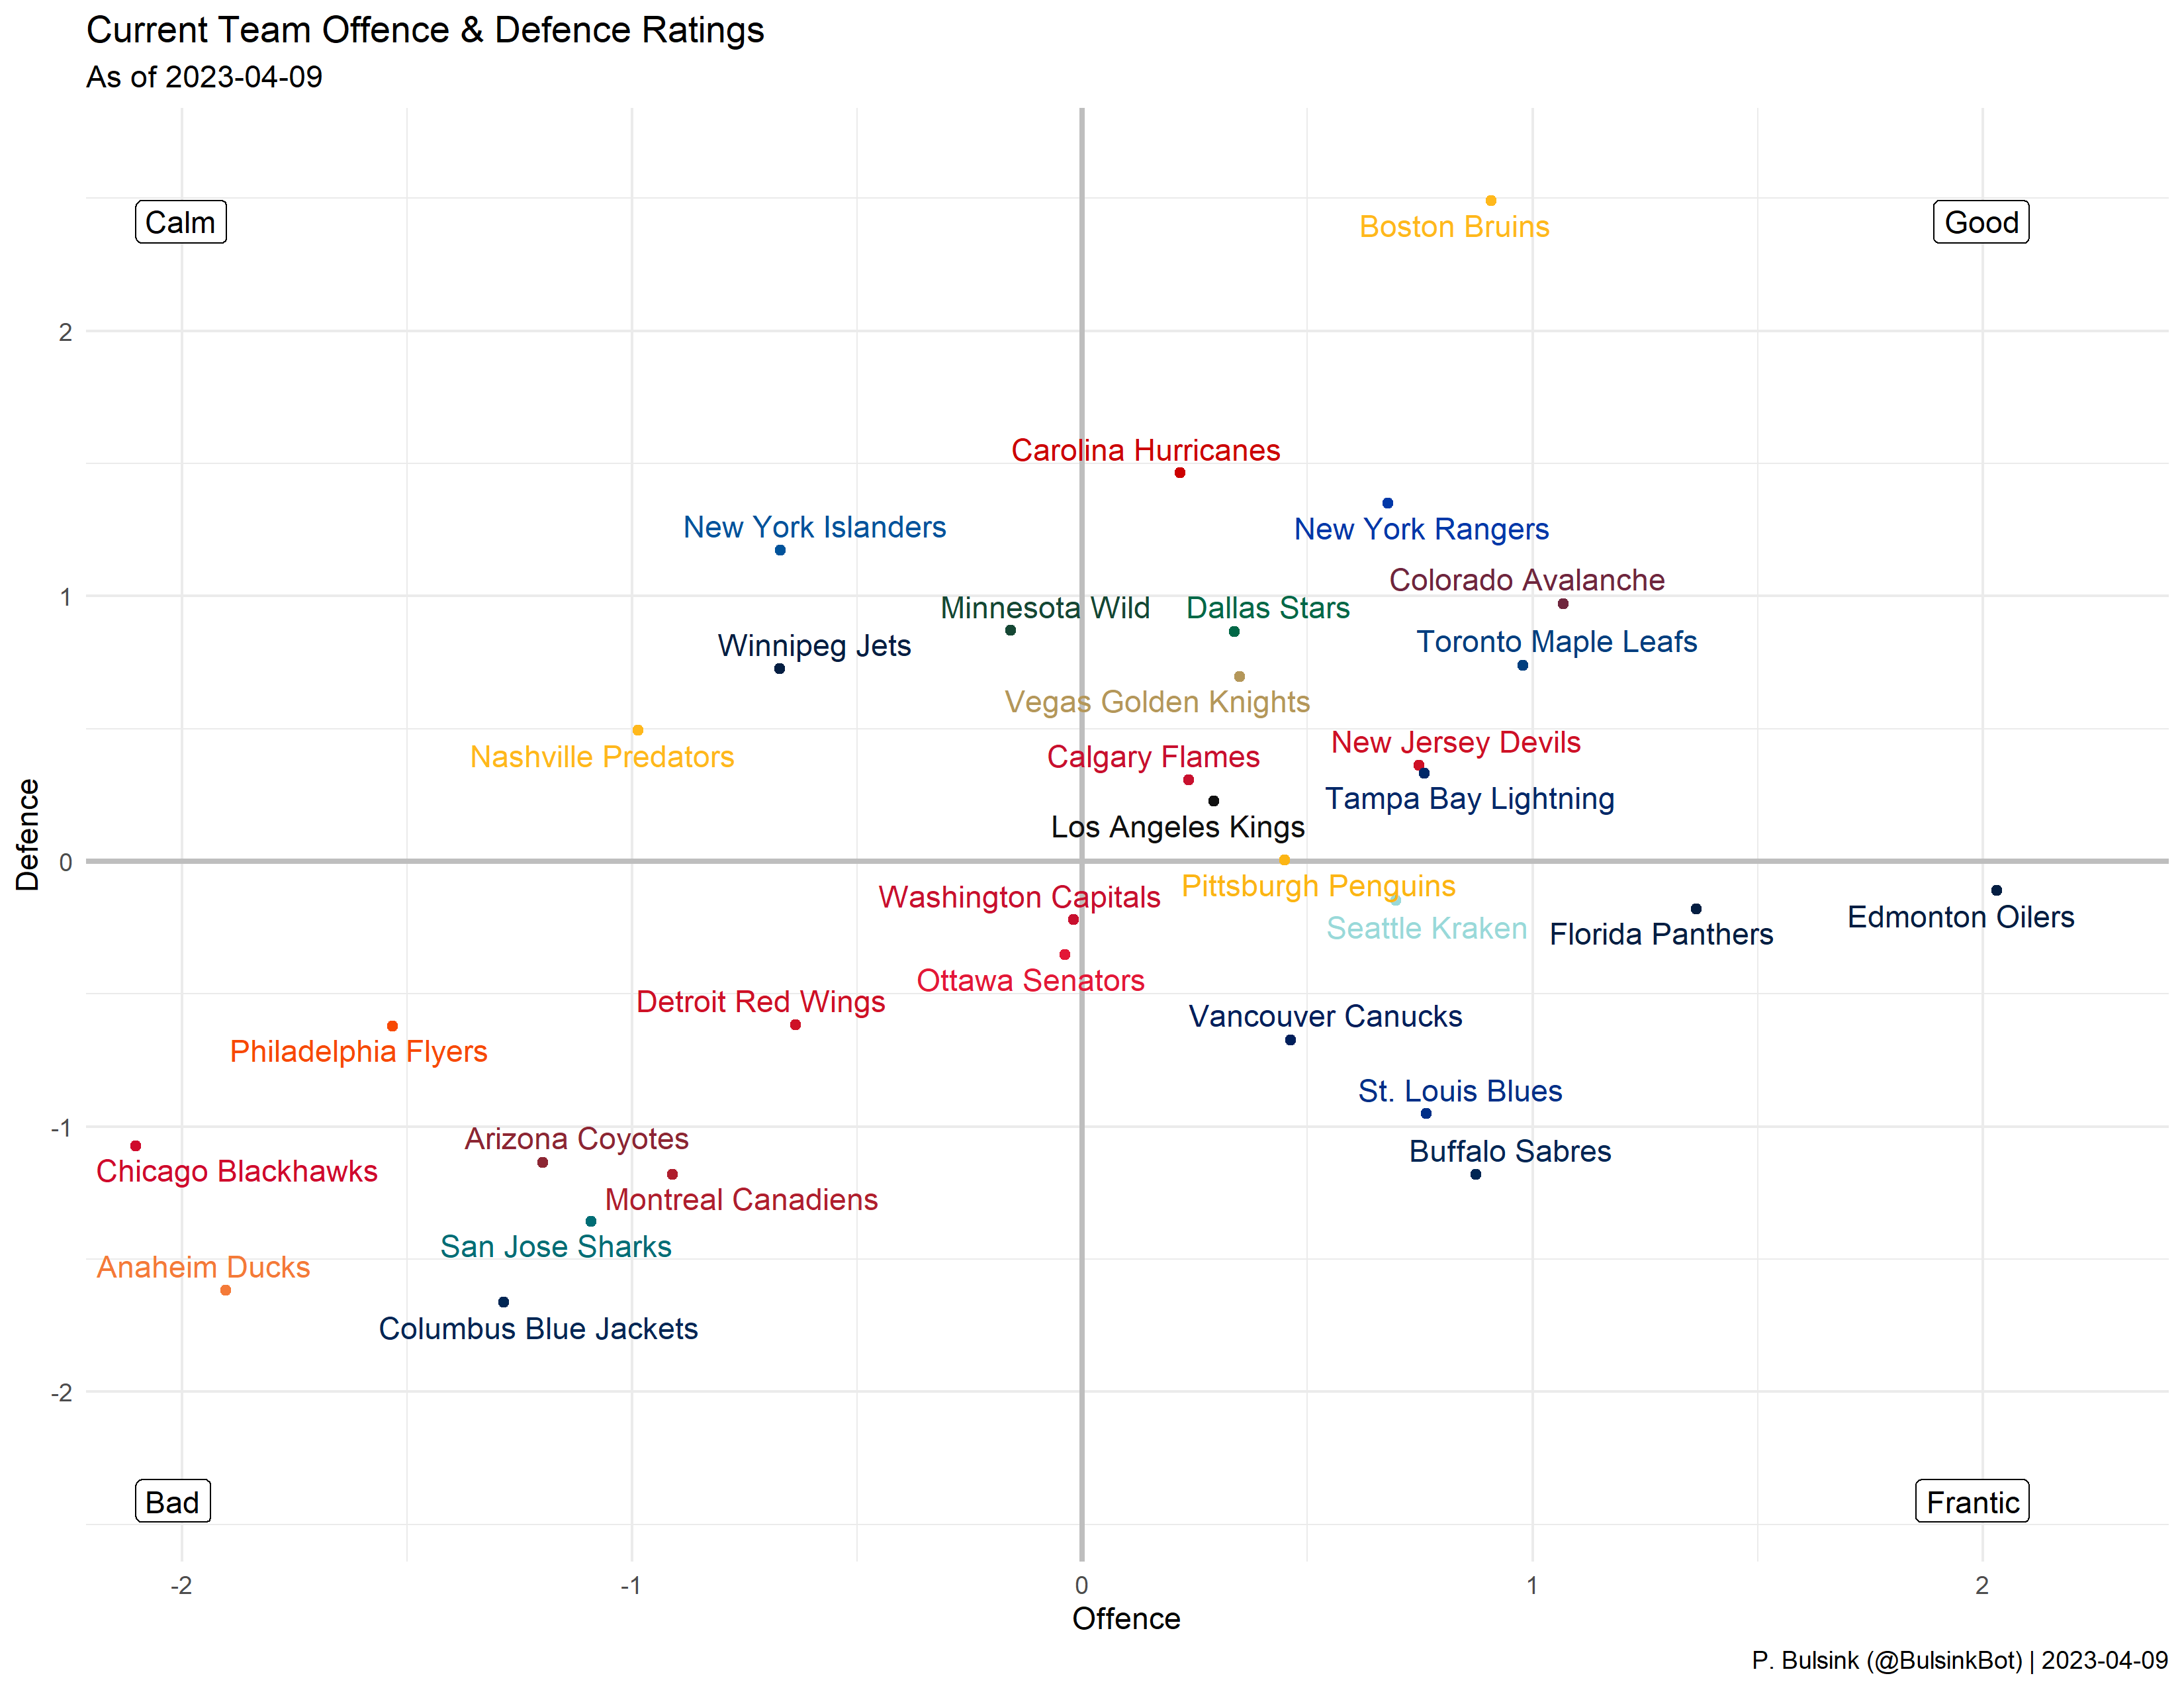 Current Team Offence & Defence Ratings
As of 2023-04-09
Calm
Good
Boston Bruins
2
Carolina Hurricanes
New York Islanders
New York Rangers
Colorado Avalanche
1
Minnesota Wild
Dallas Stars
Winnipeg Jets
Toronto Maple Leafs
Vegas Golden Knights
Nashville Predators
Calgary Flames
New Jersey Devils
Tampa Bay Lightning
Los Angeles Kings
Defence
0
Pittsburgh Penguins
Washington Capitals
Seattle Kraken
Florida Panthers
Edmonton Oilers
Ottawa Senators
Detroit Red Wings
Vancouver Canucks
Philadelphia Flyers
St. Louis Blues
-1
Arizona Coyotes
Buffalo Sabres
Chicago Blackhawks
Montreal Canadiens
San Jose Sharks
Anaheim Ducks
Columbus Blue Jackets
-2
Bad
Frantic
-2
-1
0
1
2
Offence
P. Bulsink (@BulsinkBot) | 2023-04-09